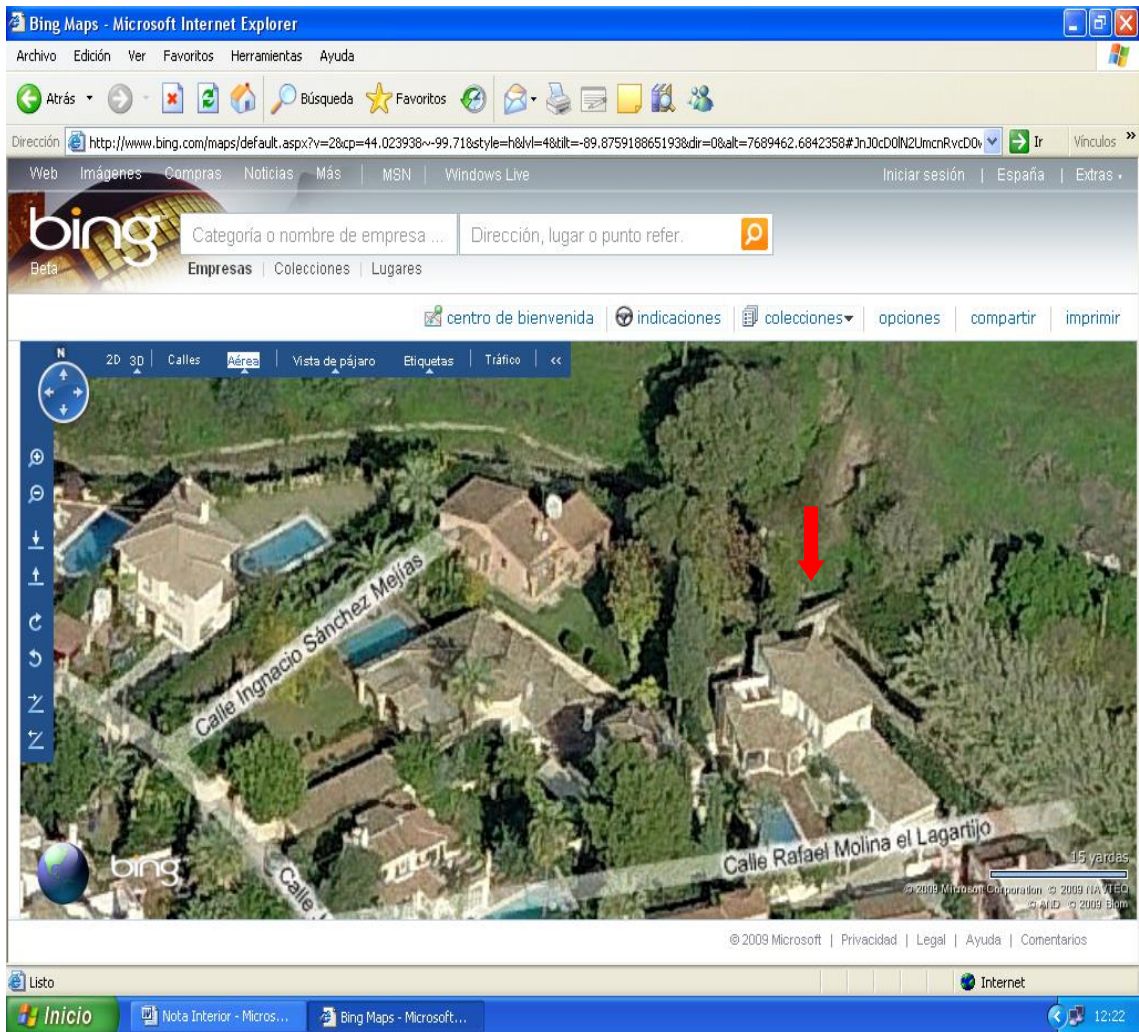 Bing Maps - Microsoft Internet Explorer
Archivo Edición Ver Favoritos Herramientas Ayuda
Atrás Búsqueda Favoritos
Dirección http://www.bing.com/maps/default.aspx?v=2&cp=44.023938~-99.71&style=h&lvl=4&tilt=-89.875918865193&dir=0&alt=7689462.6842358#JnJ0cD0lN2UmcnRvcD0 Ir Vínculos »
Web Imágenes Compras Noticias Más | MSN | Windows Live Iniciar sesión | España | Extras
bing
Beta
Categoría o nombre de empresa ... Dirección, lugar o punto refer.
Empresas | Colecciones | Lugares
centro de bienvenida indicaciones colecciones opciones compartir imprimir
N
2D 3D | Calles Aérea | Vista de pájaro Etiquetas | Tráfico | <<
Calle Ingnacio Sánchez Mejías
Calle Rafael Molina el Lagartijo
Calle
bing
15 yardas
© 2009 Microsoft Corporation © 2009 NAVTEQ
© AND © 2009 Blom
© 2009 Microsoft | Privacidad | Legal | Ayuda | Comentarios
Listo Internet
Inicio Nota Interior - Micros... Bing Maps - Microsoft... 12:22